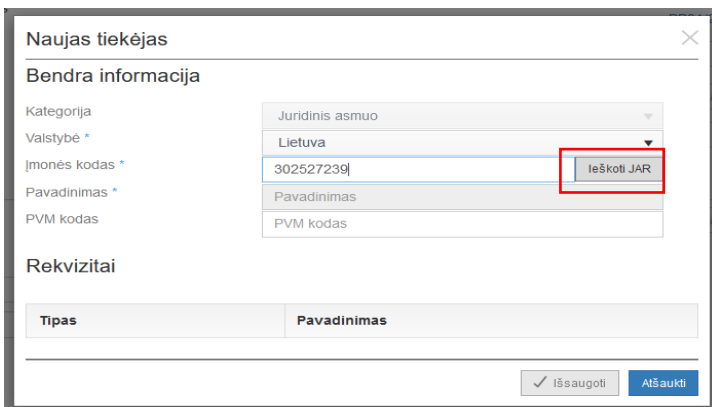 Naujas tiekėjas
Bendra informacija
Kategorija Juridinis asmuo
Valstybė * Lietuva
Įmonės kodas * 302527239 Ieškoti JAR
Pavadinimas * Pavadinimas
PVM kodas PVM kodas
Rekvizitai
Tipas Pavadinimas
Išsaugoti Atšaukti